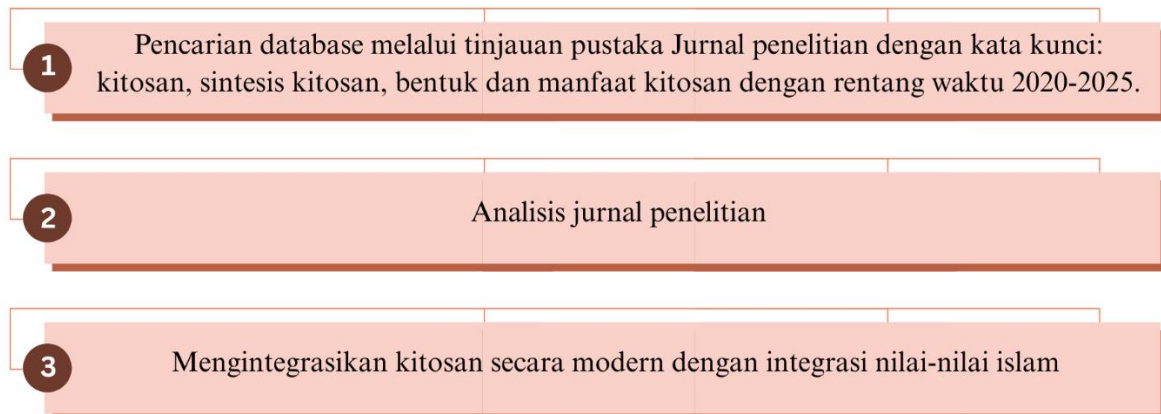 1
Pencarian database melalui tinjauan pustaka Jurnal penelitian dengan kata kunci:
kitosan, sintesis kitosan, bentuk dan manfaat kitosan dengan rentang waktu 2020-2025.
2
Analisis jurnal penelitian
3
Mengintegrasikan kitosan secara modern dengan integrasi nilai-nilai islam